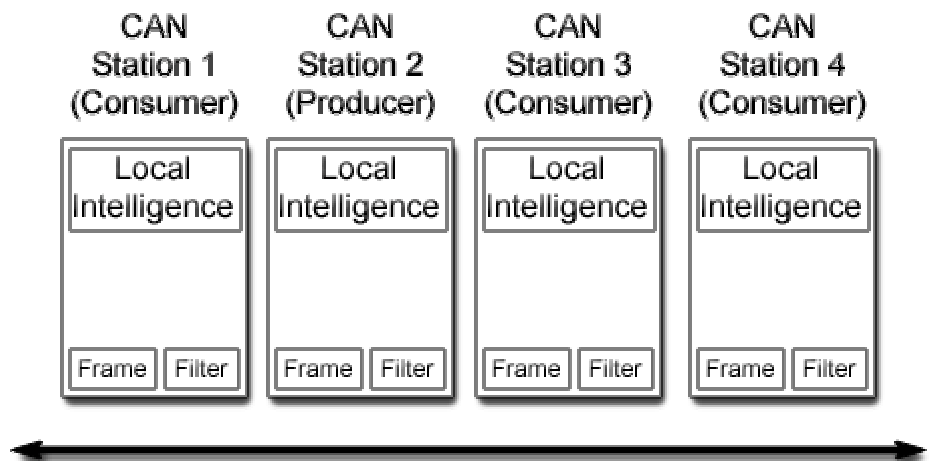 CAN
Station 1
(Consumer)
CAN
Station 2
(Producer)
CAN
Station 3
(Consumer)
CAN
Station 4
(Consumer)
Local
Intelligence
Local
Intelligence
Local
Intelligence
Local
Intelligence
Frame
Filter
Frame
Filter
Frame
Filter
Frame
Filter